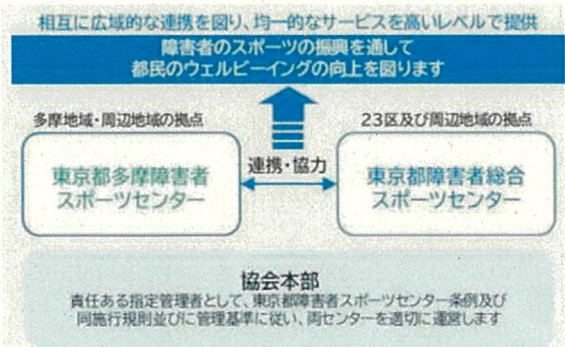 相互に広域的な連携を図り、均一的なサービスを高いレベルで提供
障害者のスポーツの振興を通して
都民のウェルビーイングの向上を図ります
多摩地域・周辺地域の拠点
23区及び周辺地域の拠点
東京都多摩障害者
スポーツセンター
連携・協力
東京都障害者総合
スポーツセンター
協会本部
責任ある指定管理者として、東京都障害者スポーツセンター条例及び
同施行規則並びに管理基準に従い、両センターを適切に運営します